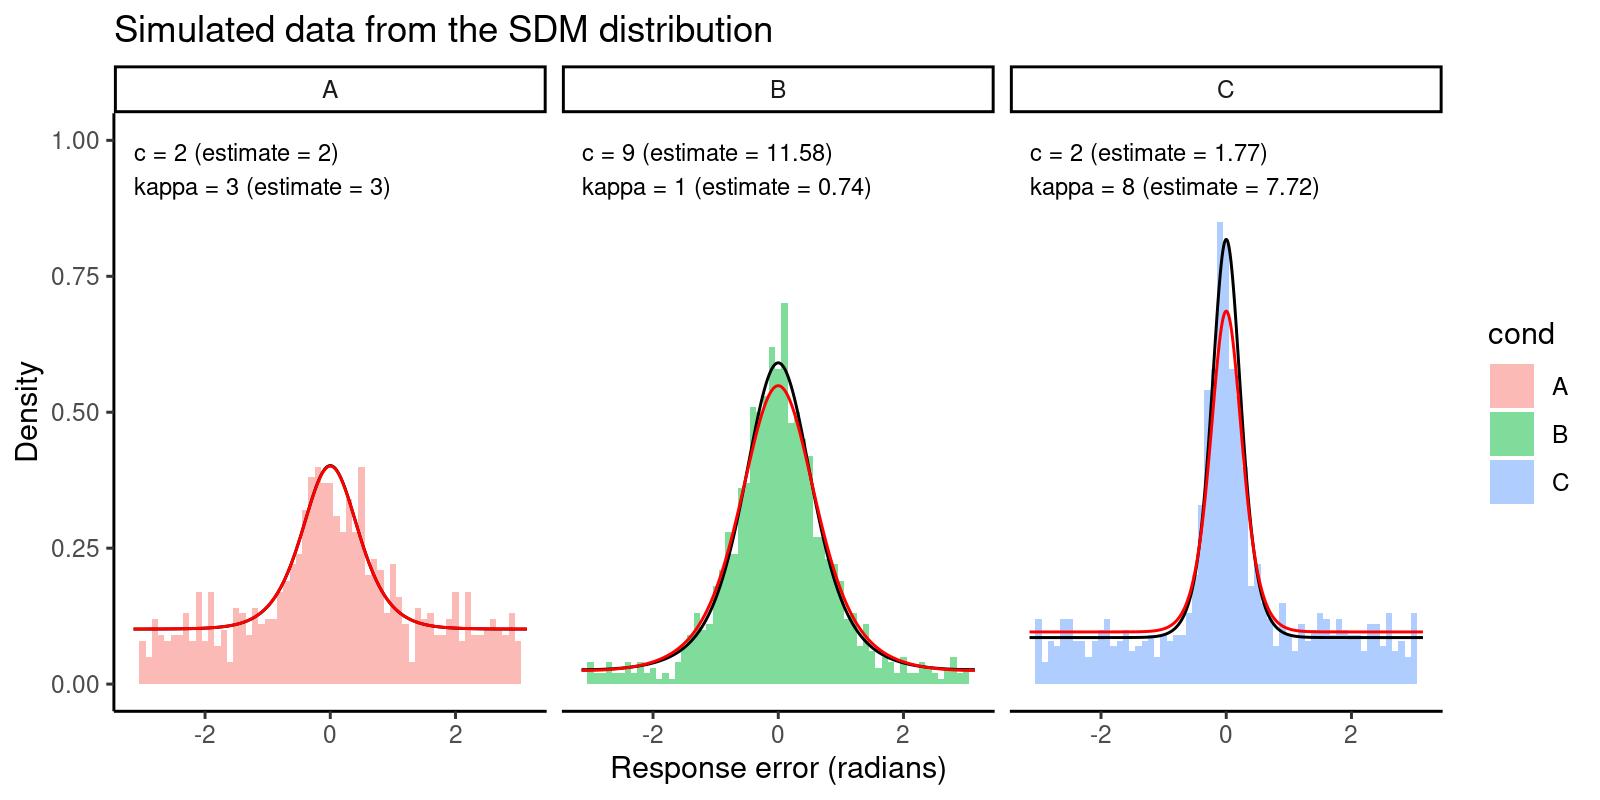 Simulated data from the SDM distribution
A
B
C
c = 2 (estimate = 2)
kappa = 3 (estimate = 3)
c = 9 (estimate = 11.58)
kappa = 1 (estimate = 0.74)
c = 2 (estimate = 1.77)
kappa = 8 (estimate = 7.72)
1.00
0.75
0.50
0.25
0.00
Density
-2
0
2
-2
0
2
-2
0
2
Response error (radians)
cond
A
B
C